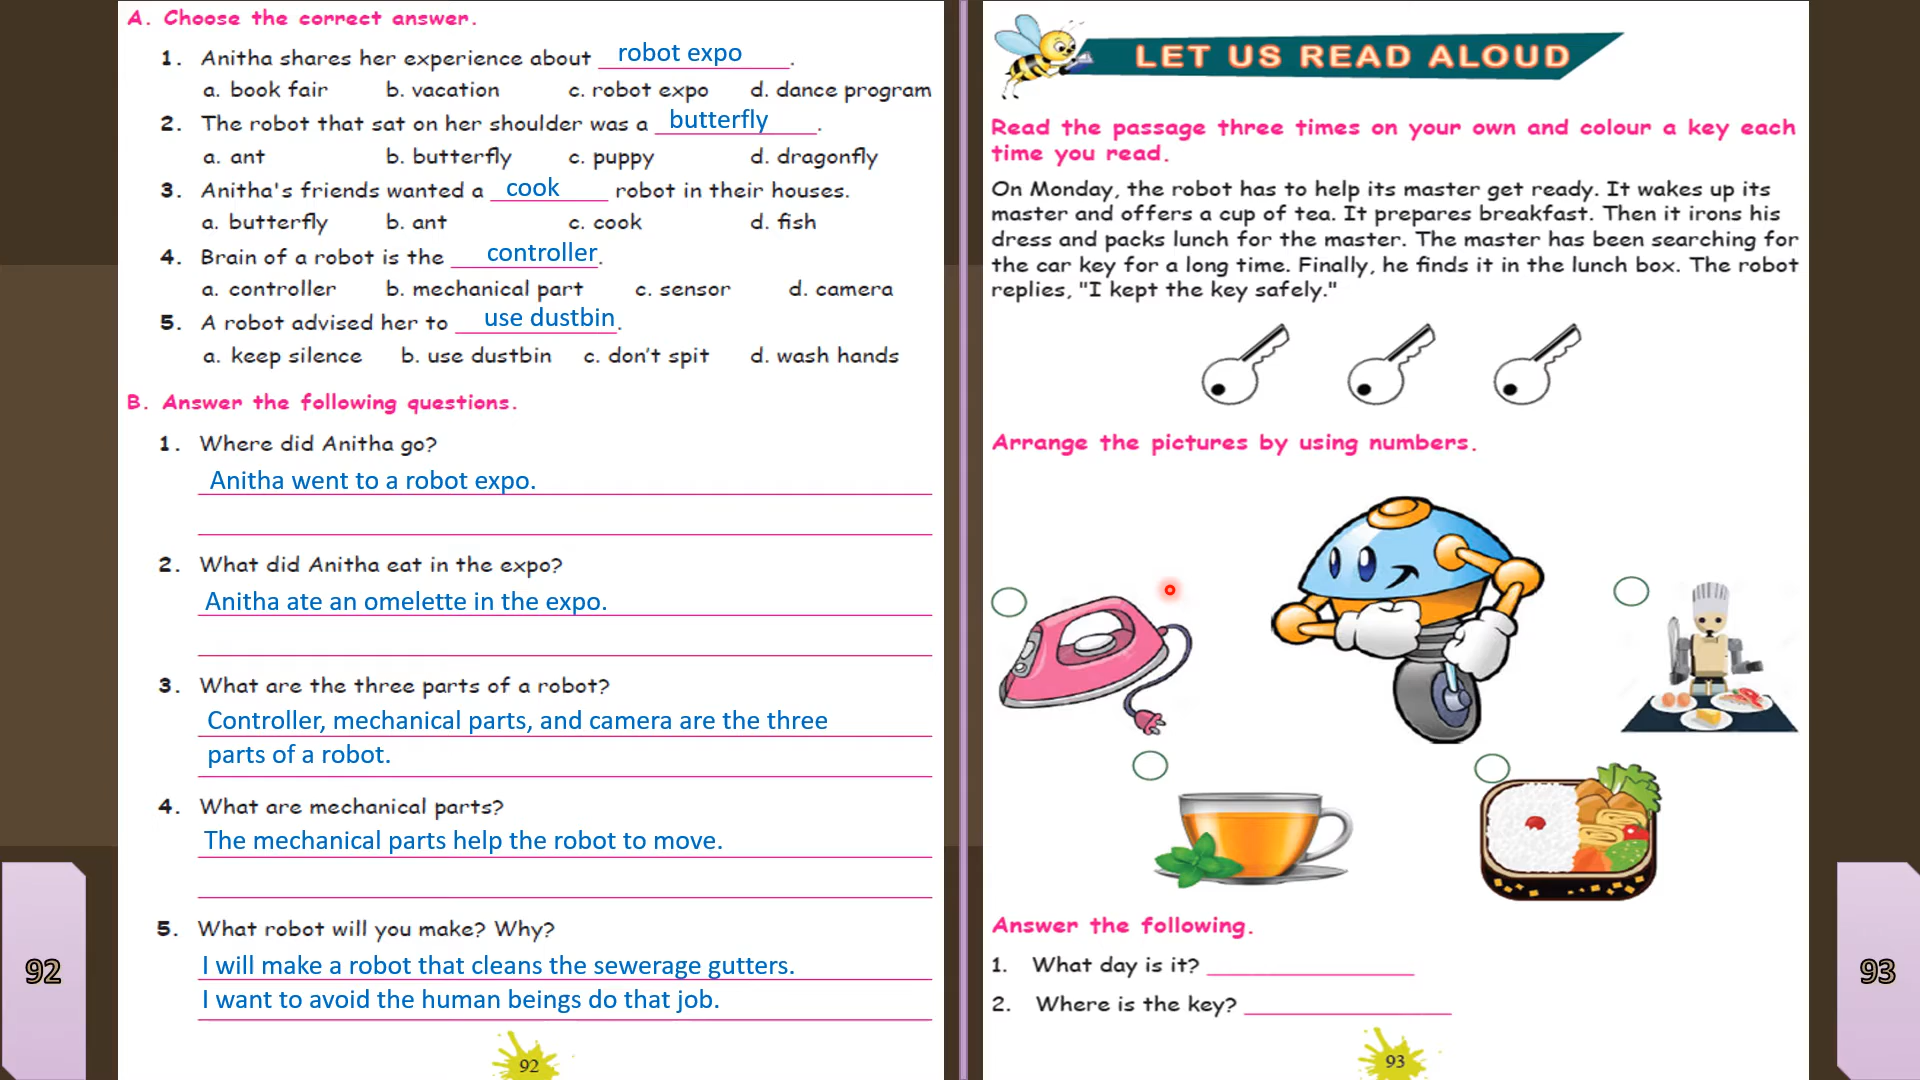 A. Choose the correct answer.
1. Anitha shares her experience about robot expo.
a. book fair b. vacation c. robot expo d. dance program
2. The robot that sat on her shoulder was a butterfly.
a. ant b. butterfly c. puppy d. dragonfly
3. Anitha's friends wanted a cook robot in their houses.
a. butterfly b. ant c. cook d. fish
4. Brain of a robot is the controller.
a. controller b. mechanical part c. sensor d. camera
5. A robot advised her to use dustbin.
a. keep silence b. use dustbin c. don't spit d. wash hands
B. Answer the following questions.
1. Where did Anitha go?
Anitha went to a robot expo.
2. What did Anitha eat in the expo?
Anitha ate an omelette in the expo.
3. What are the three parts of a robot?
Controller, mechanical parts, and camera are the three
parts of a robot.
4. What are mechanical parts?
The mechanical parts help the robot to move.
5. What robot will you make? Why?
I will make a robot that cleans the sewerage gutters.
I want to avoid the human beings do that job.
92
92
LET US READ ALOUD
Read the passage three times on your own and colour a key each
time you read.
On Monday, the robot has to help its master get ready. It wakes up its
master and offers a cup of tea. It prepares breakfast. Then it irons his
dress and packs lunch for the master. The master has been searching for
the car key for a long time. Finally, he finds it in the lunch box. The robot
replies, "I kept the key safely."
Arrange the pictures by using numbers.
Answer the following.
1. What day is it?
2. Where is the key?
93
93